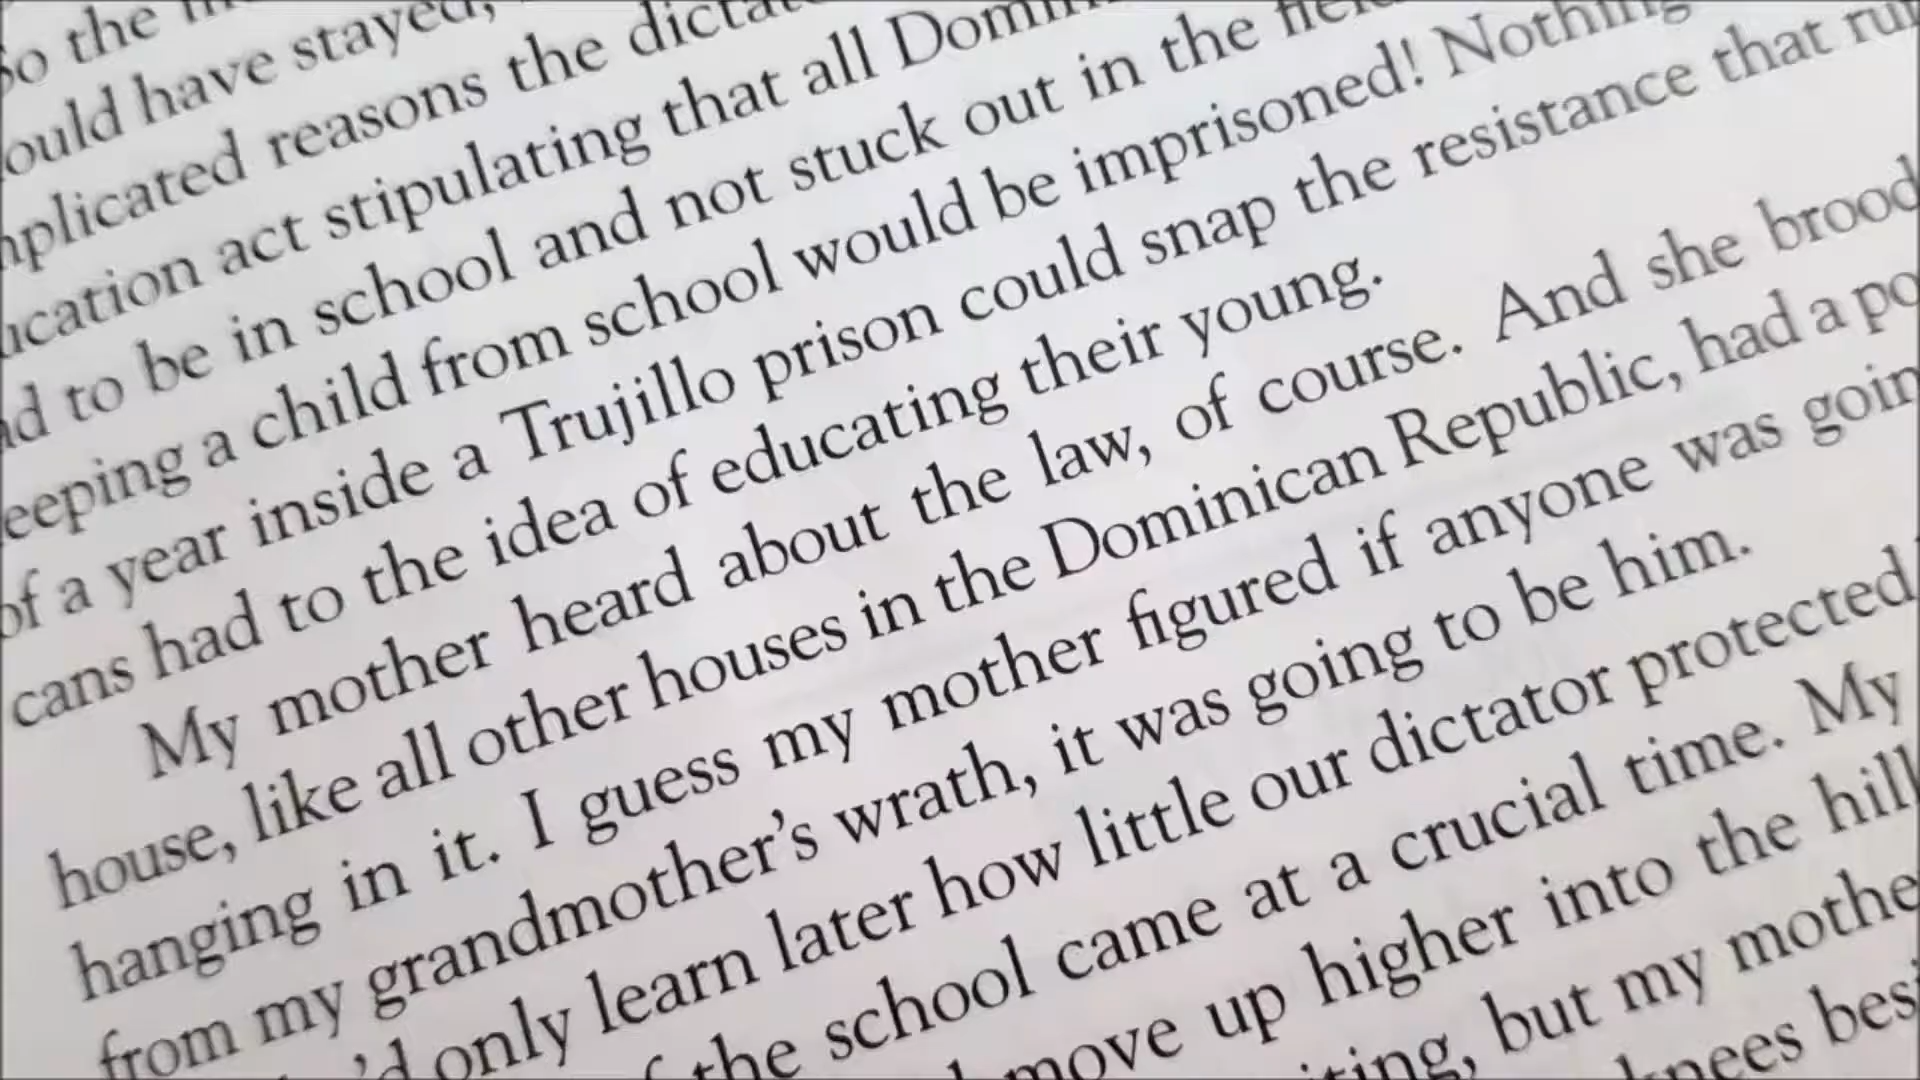 So the
ould have stayed,
plicated reasons the
ucation act stipulating that all
ad to be in school and not stuck out in the
eeping a child from school would be imprisoned! Nothing
of a year inside a Trujillo prison could snap the resistance that
cans had to the idea of educating their young.
My mother heard about the law, of course. And she brood
house, like all other houses in the Dominican Republic, had a
hanging in it. I guess my mother figured if anyone was goin
from my grandmother's wrath, it was going to be him.
'd only learn later how little our dictator protected
the school came at a crucial time. My
move up higher into the hill
but my mothe
knees